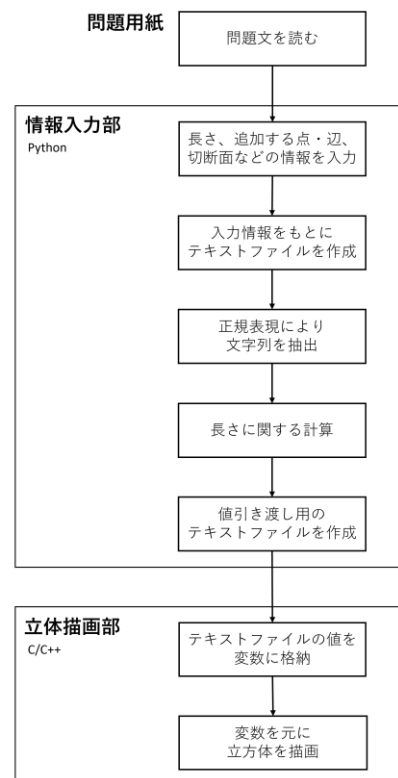 問題用紙
問題文を読む
情報入力部
Python
長さ、追加する点・辺、
切断面などの情報を入力
入力情報をもとに
テキストファイルを作成
正規表現により
文字列を抽出
長さに関する計算
値引き渡し用の
テキストファイルを作成
立体描画部
C/C++
テキストファイルの値を
変数に格納
変数を元に
立方体を描画